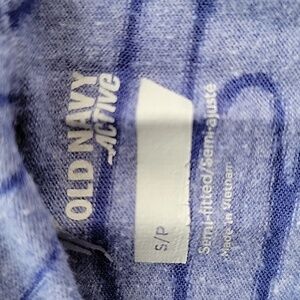 OLD NAVY
ACTIVE
S/P
Semi-fitted/Semi-ajusté
Made in Vietnam